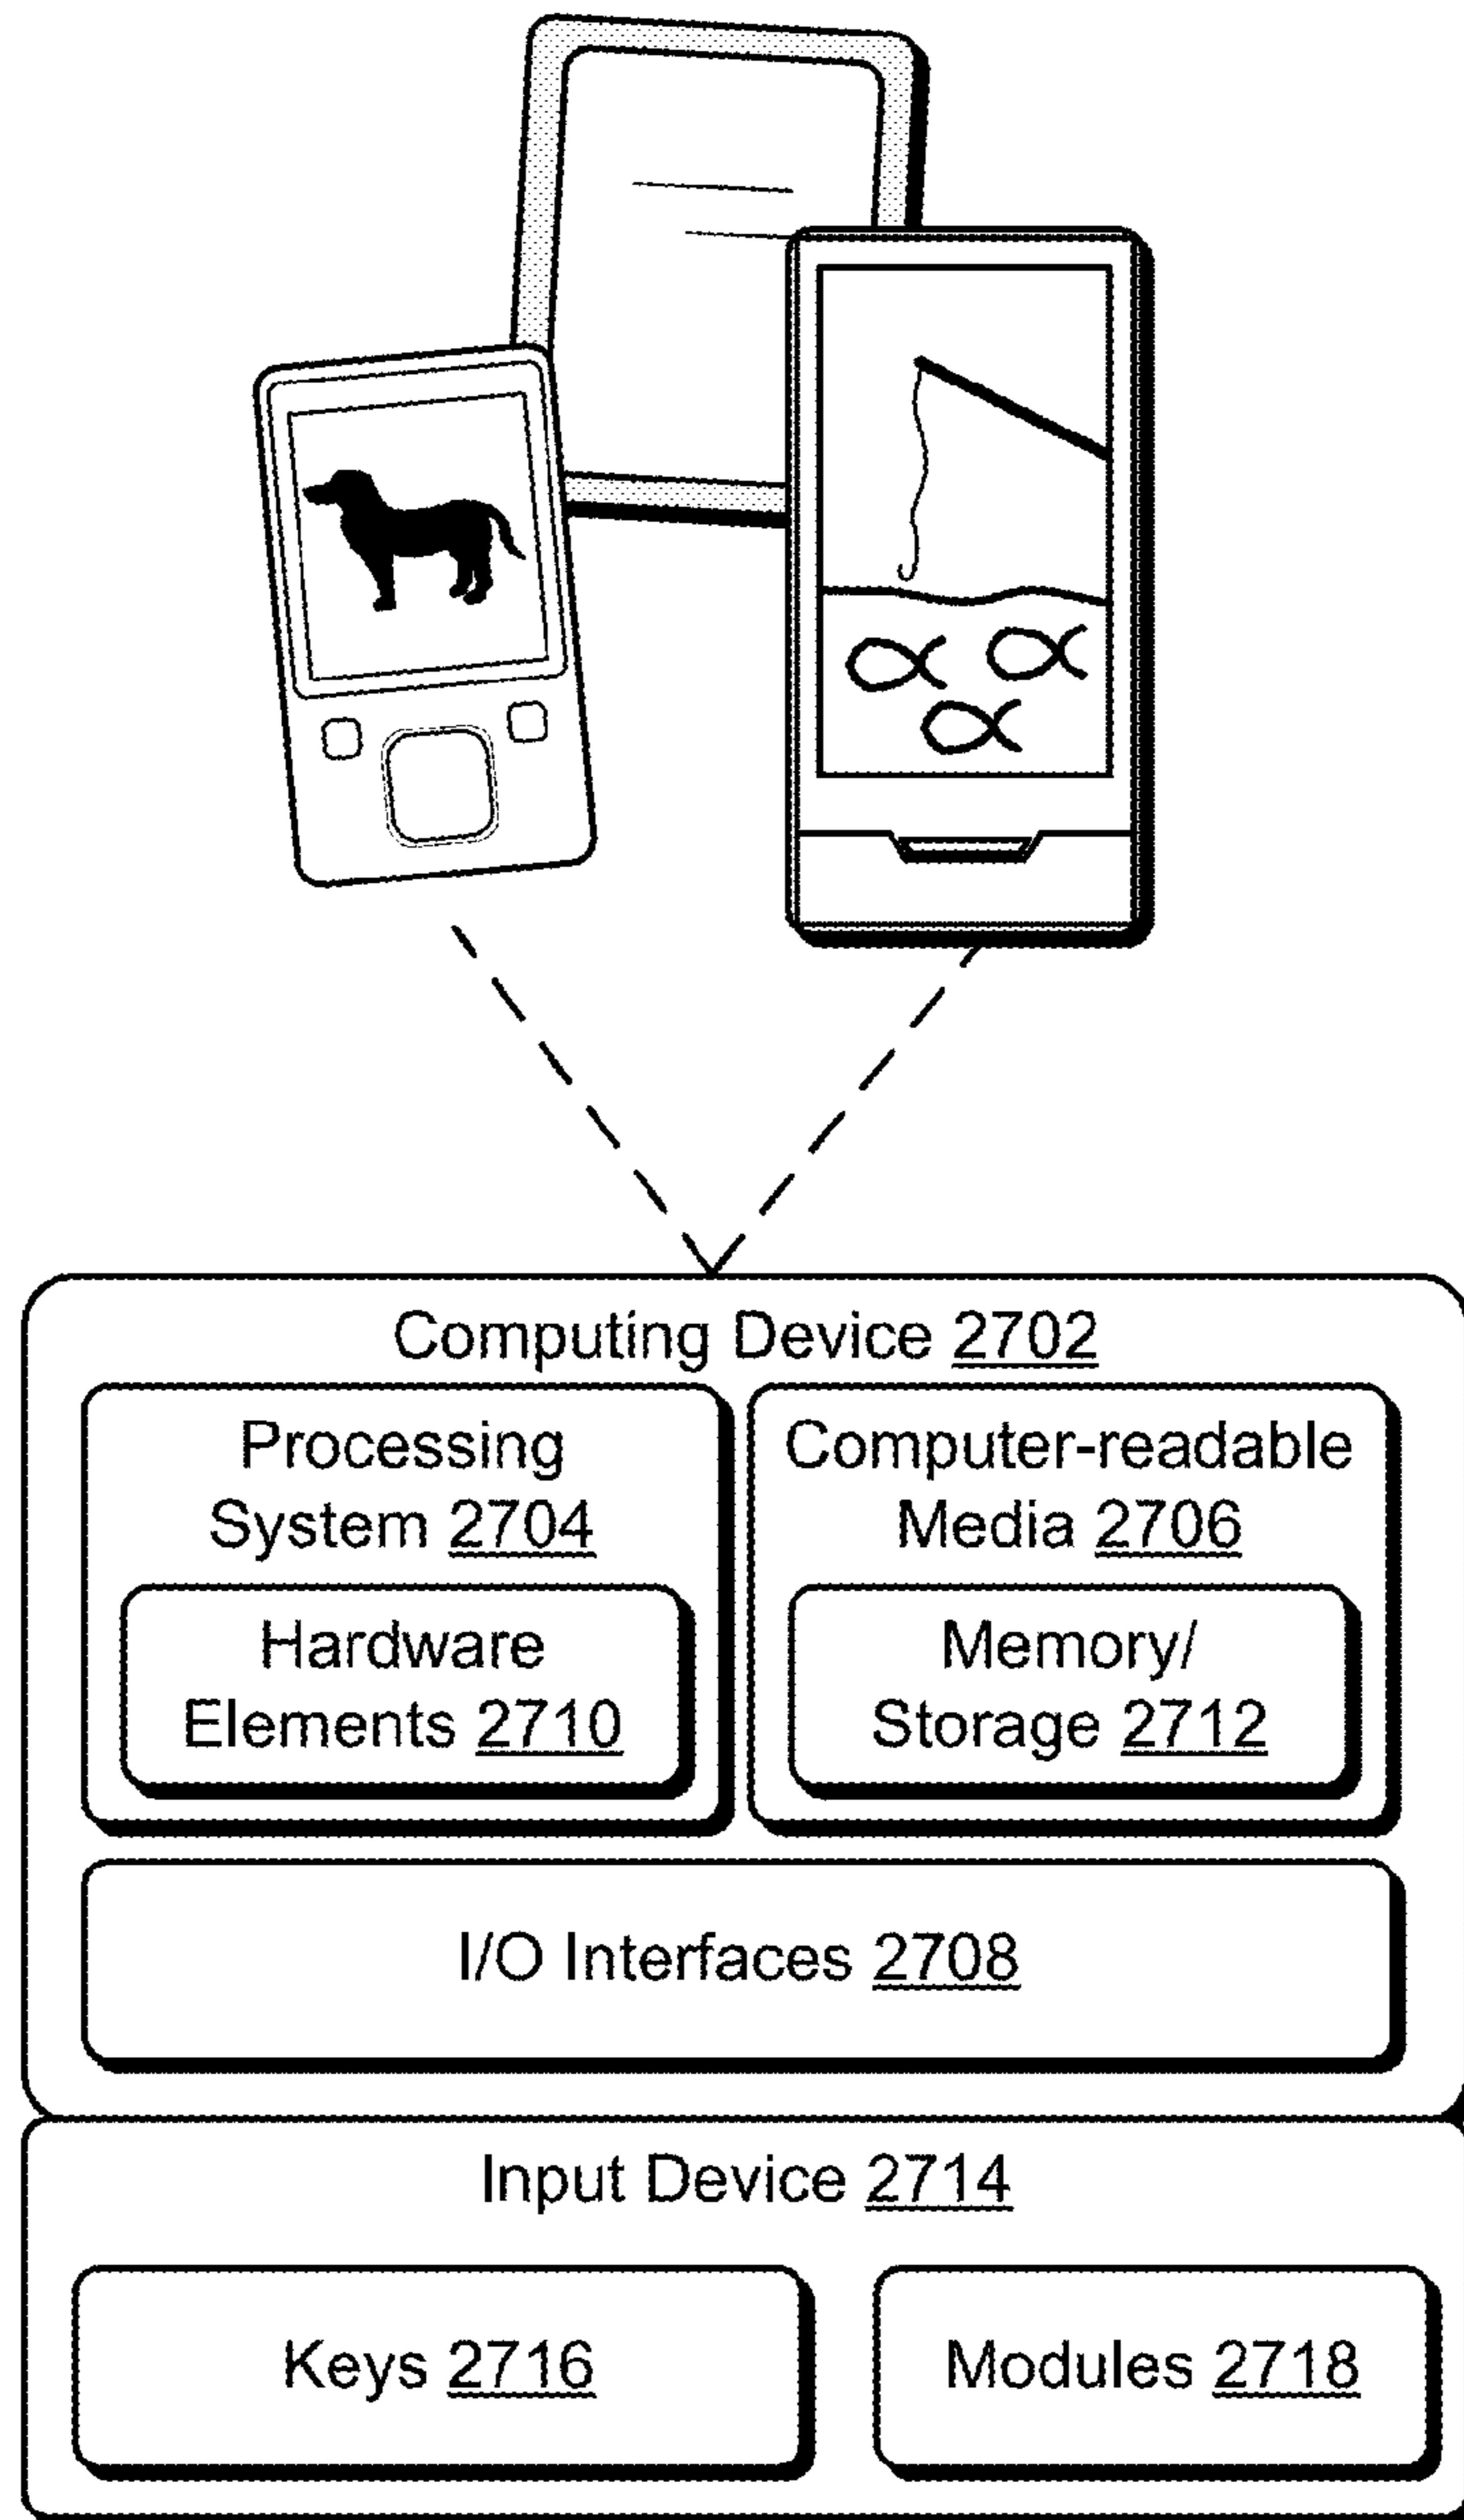 Computing Device 2702
Processing
System 2704
Hardware
Elements 2710
Computer-readable
Media 2706
Memory/
Storage 2712
I/O Interfaces 2708
Input Device 2714
Keys 2716
Modules 2718